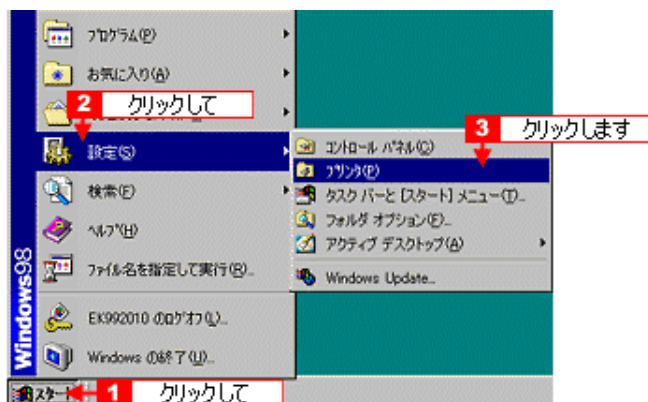 プログラム(P)
お気に入り(A)
2 クリックして
設定(S)
検索(E)
ヘルプ(H)
ファイル名を指定して実行(R)...
EK992010 のログオフ(L)...
Windows の終了(U)...
Windows98
スタート
1 クリックして
3 クリックします
コントロール パネル(C)
プリンタ(P)
タスク バーと [スタート] メニュー(T)...
フォルダ オプション(F)...
アクティブ デスクトップ(A)
Windows Update...